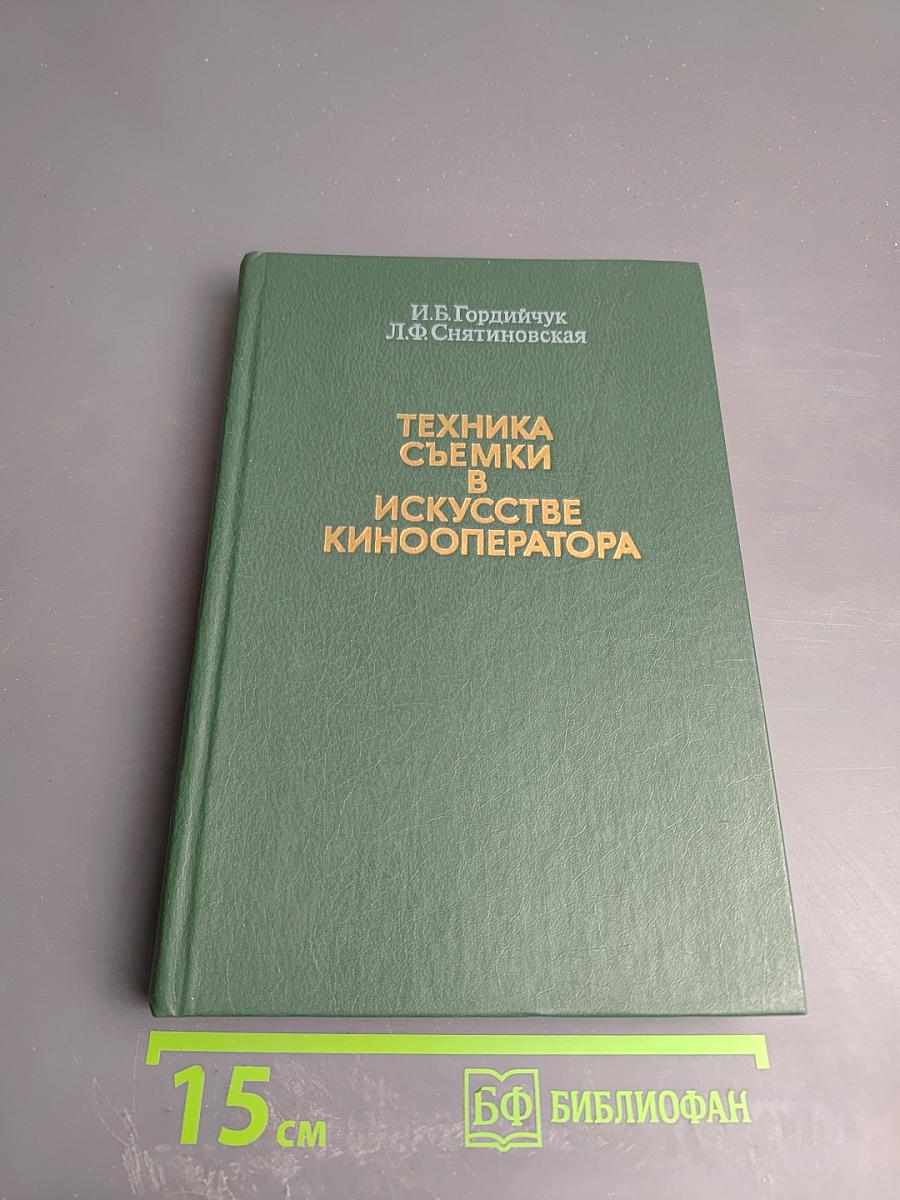 И.Б.Гордийчук
Л.Ф.Снятиновская
ТЕХНИКА
СЪЕМКИ
В
ИСКУССТВЕ
КИНООПЕРАТОРА
15 СМ
БФ БИБЛИОФАН